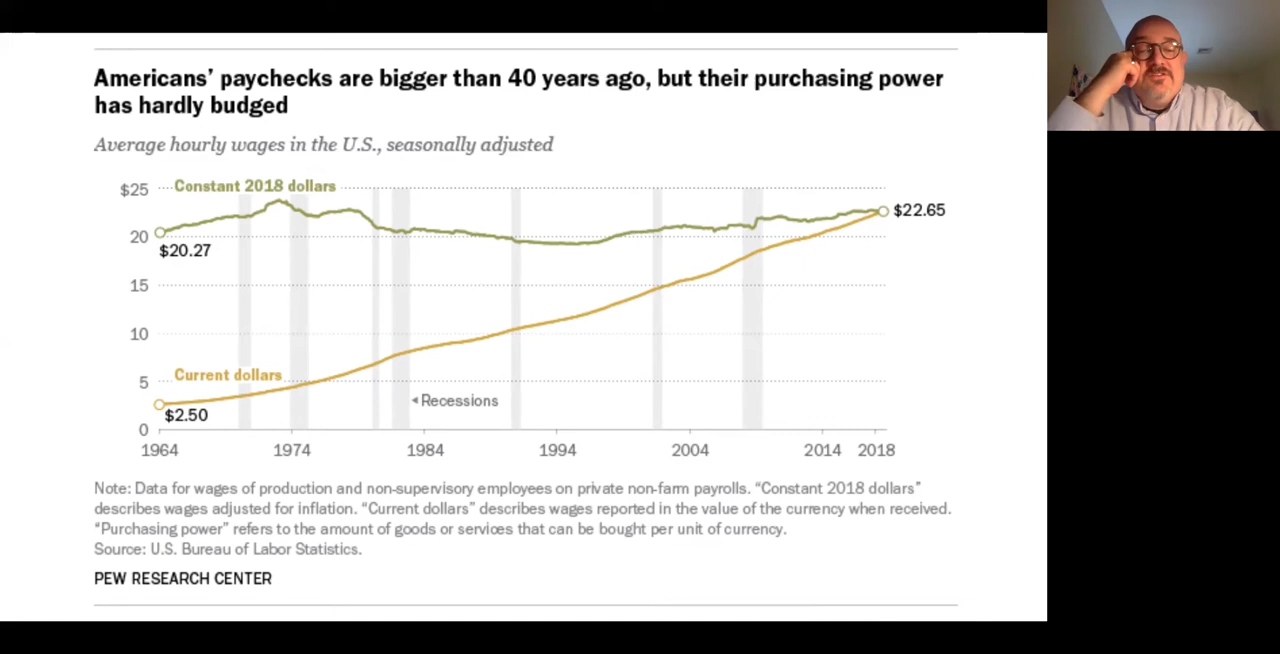 Americans' paychecks are bigger than 40 years ago, but their purchasing power
has hardly budged
Average hourly wages in the U.S., seasonally adjusted
$25
Constant 2018 dollars
$22.65
20
$20.27
15
10
5
Current dollars
$2.50
◂Recessions
0
1964
1974
1984
1994
2004
2014
2018
Note: Data for wages of production and non-supervisory employees on private non-farm payrolls. “Constant 2018 dollars”
describes wages adjusted for inflation. “Current dollars” describes wages reported in the value of the currency when received.
“Purchasing power” refers to the amount of goods or services that can be bought per unit of currency.
Source: U.S. Bureau of Labor Statistics.
PEW RESEARCH CENTER